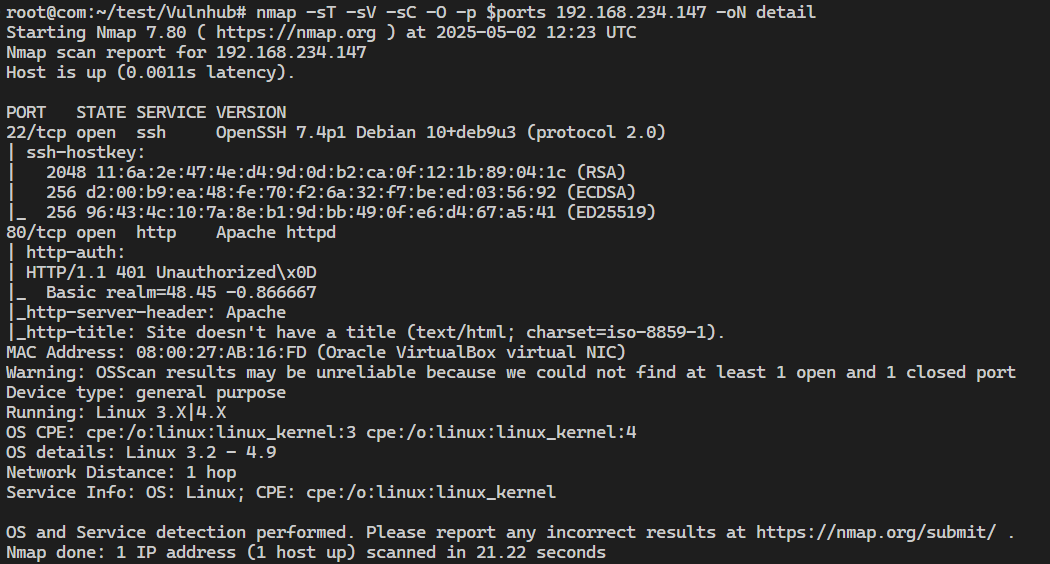 root@com:~/test/Vulnhub# nmap -sT -sV -sC -O -p $ports 192.168.234.147 -oN detail
Starting Nmap 7.80 ( https://nmap.org ) at 2025-05-02 12:23 UTC
Nmap scan report for 192.168.234.147
Host is up (0.0011s latency).

PORT   STATE SERVICE VERSION
22/tcp open  ssh     OpenSSH 7.4p1 Debian 10+deb9u3 (protocol 2.0)
| ssh-hostkey:
|   2048 11:6a:2e:47:4e:d4:9d:0d:b2:ca:0f:12:1b:89:04:1c (RSA)
|   256 d2:00:b9:ea:48:fe:70:f2:6a:32:f7:be:ed:03:56:92 (ECDSA)
|_  256 96:43:4c:10:7a:8e:b1:9d:bb:49:0f:e6:d4:67:a5:41 (ED25519)
80/tcp open  http    Apache httpd
| http-auth:
| HTTP/1.1 401 Unauthorized\x0D
|_  Basic realm=48.45 -0.866667
|_http-server-header: Apache
|_http-title: Site doesn't have a title (text/html; charset=iso-8859-1).
MAC Address: 08:00:27:AB:16:FD (Oracle VirtualBox virtual NIC)
Warning: OSScan results may be unreliable because we could not find at least 1 open and 1 closed port
Device type: general purpose
Running: Linux 3.X|4.X
OS CPE: cpe:/o:linux:linux_kernel:3 cpe:/o:linux:linux_kernel:4
OS details: Linux 3.2 - 4.9
Network Distance: 1 hop
Service Info: OS: Linux; CPE: cpe:/o:linux:linux_kernel

OS and Service detection performed. Please report any incorrect results at https://nmap.org/submit/ .
Nmap done: 1 IP address (1 host up) scanned in 21.22 seconds